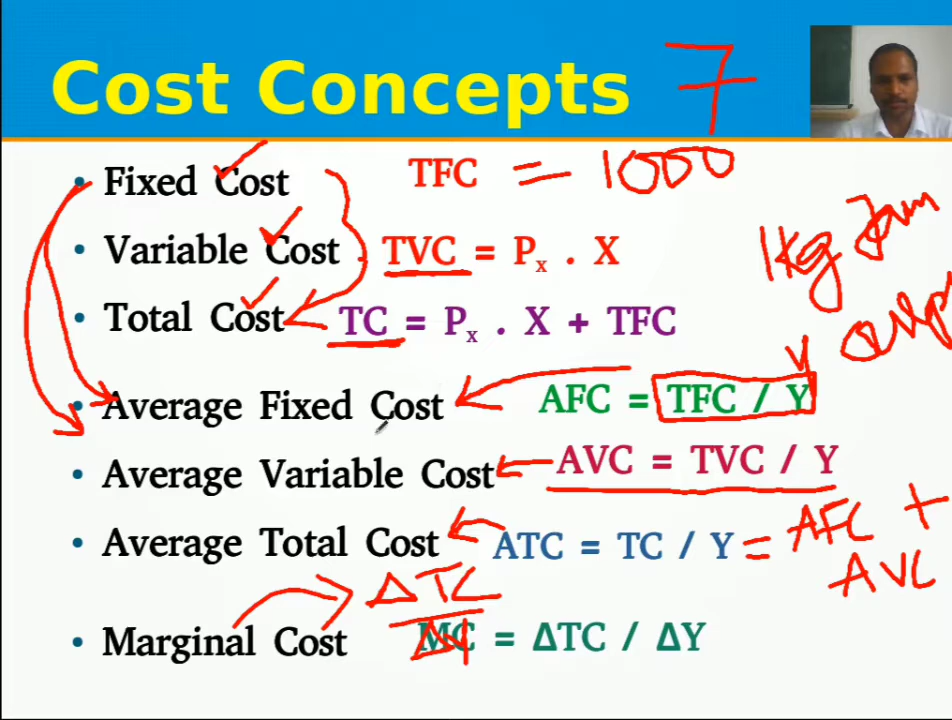 Cost Concepts 7
• Fixed Cost TFC = 1000
• Variable Cost TVC = Px . X
1kg Jam
• Total Cost TC = Px . X + TFC
• Average Fixed Cost AFC = TFC / Y
• Average Variable Cost AVC = TVC / Y
• Average Total Cost ATC = TC / Y = AFC +
AVC
ΔTC
• Marginal Cost MC = ΔTC / ΔY